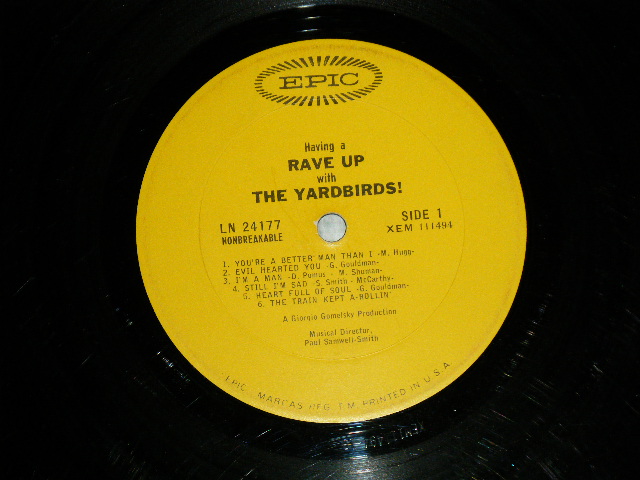 EPIC
Having a
RAVE UP
with
THE YARDBIRDS!
LN 24177
NONBREAKABLE
SIDE 1
XEM 111494
1. YOU'RE A BETTER MAN THAN I -M. Hugg-
2. EVIL HEARTED YOU -G. Gouldman-
3. I'M A MAN -D. Pomus - M. Shuman-
4. STILL I'M SAD -S. Smith - McCarthy-
5. HEART FULL OF SOUL -G. Gouldman-
6. THE TRAIN KEPT A-ROLLIN'
A Giorgio Gomelsky Production
Musical Director,
Paul Samwell-Smith
EPIC. MARCAS REG. T.M. PRINTED IN U.S.A.